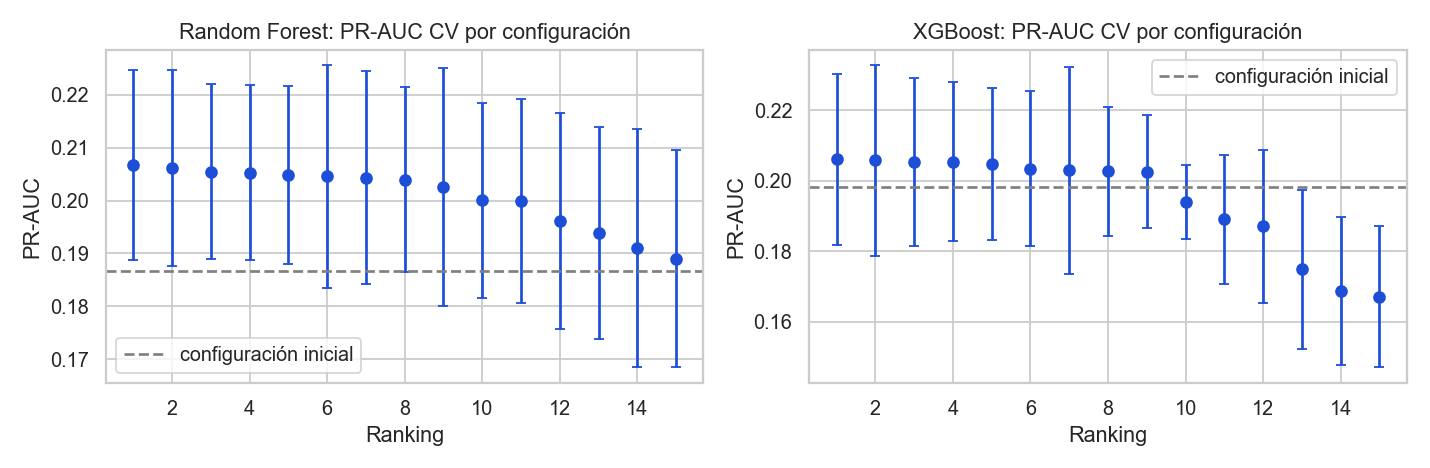 Random Forest: PR-AUC CV por configuración
PR-AUC
0.22
0.21
0.20
0.19
0.18
0.17
configuración inicial
2 4 6 8 10 12 14
Ranking
XGBoost: PR-AUC CV por configuración
PR-AUC
configuración inicial
0.22
0.20
0.18
0.16
2 4 6 8 10 12 14
Ranking